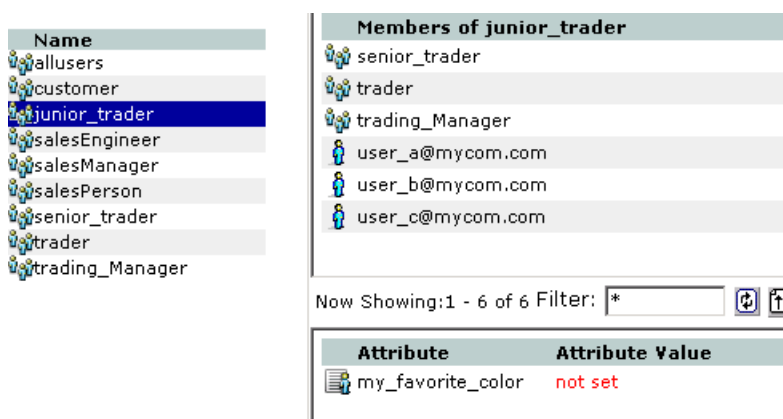 Name
allusers
customer
junior_trader
salesEngineer
salesManager
salesPerson
senior_trader
trader
trading_Manager
Members of junior_trader
senior_trader
trader
trading_Manager
user_a@mycom.com
user_b@mycom.com
user_c@mycom.com
Now Showing:1 - 6 of 6 Filter: *
Attribute Attribute Value
my_favorite_color not set